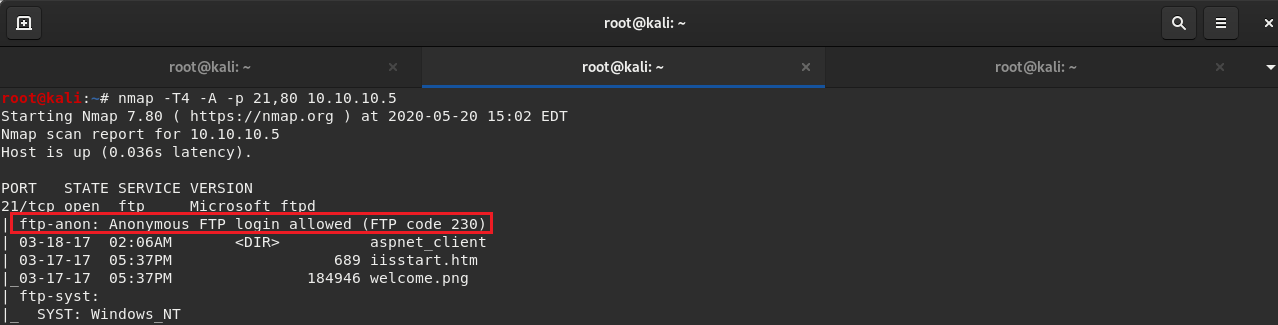 root@kali: ~
root@kali: ~ root@kali: ~ root@kali: ~
root@kali:~# nmap -T4 -A -p 21,80 10.10.10.5
Starting Nmap 7.80 ( https://nmap.org ) at 2020-05-20 15:02 EDT
Nmap scan report for 10.10.10.5
Host is up (0.036s latency).
PORT   STATE SERVICE VERSION
21/tcp open  ftp     Microsoft ftpd
| ftp-anon: Anonymous FTP login allowed (FTP code 230)
| 03-18-17  02:06AM       <DIR>          aspnet_client
| 03-17-17  05:37PM                  689 iisstart.htm
|_03-17-17  05:37PM               184946 welcome.png
| ftp-syst:
|_  SYST: Windows_NT